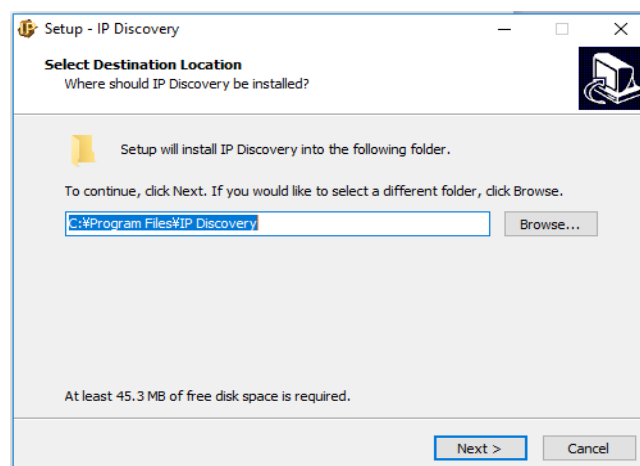 Setup - IP Discovery
Select Destination Location
Where should IP Discovery be installed?
Setup will install IP Discovery into the following folder.
To continue, click Next. If you would like to select a different folder, click Browse.
C:¥Program Files¥IP Discovery
Browse...
At least 45.3 MB of free disk space is required.
Next >
Cancel